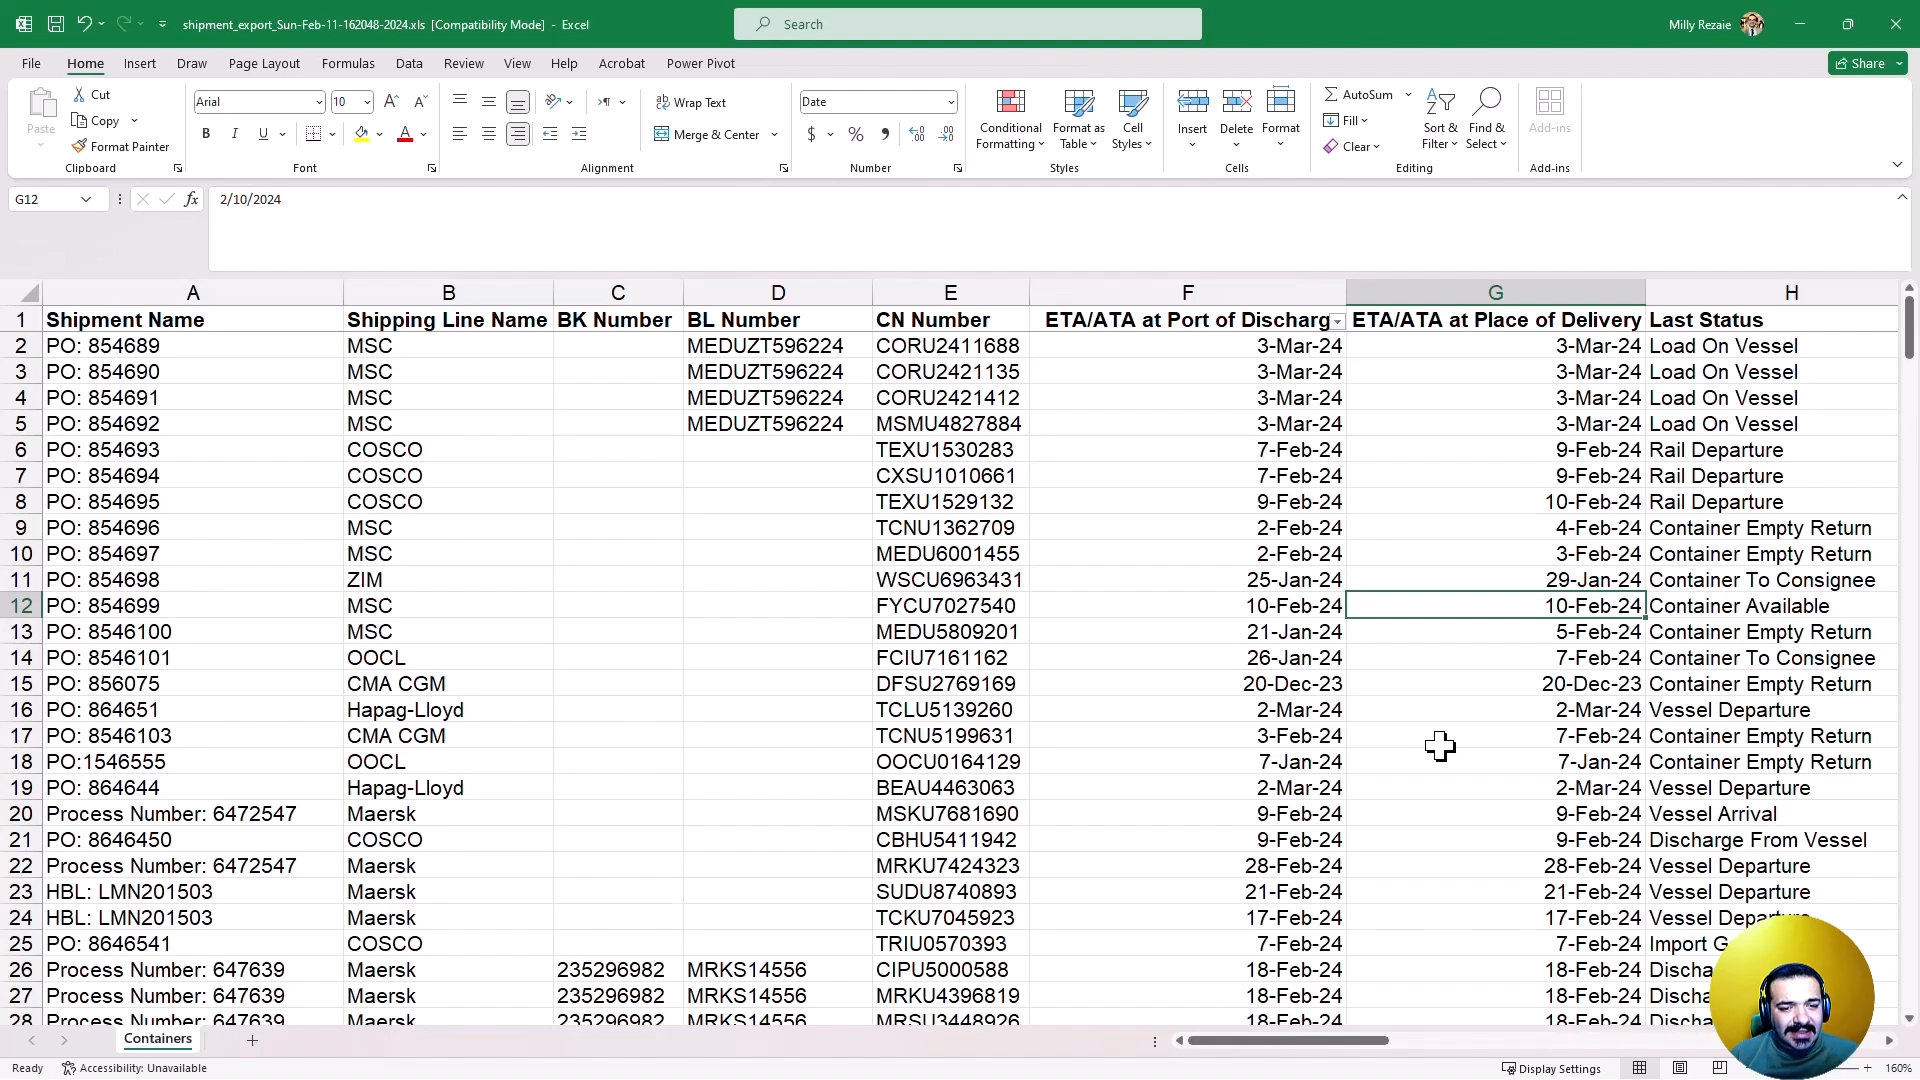 shipment_export_Sun-Feb-11-162048-2024.xls [Compatibility Mode] - Excel
Search
Milly Rezaie
File Home Insert Draw Page Layout Formulas Data Review View Help Acrobat Power Pivot
Share
Paste
Cut
Copy
Format Painter
Clipboard
Arial 10
B I U
Font
Wrap Text
Merge & Center
Alignment
Date
$ % ,
Number
Conditional Formatting
Format as Table
Cell Styles
Styles
Insert
Delete
Format
Cells
AutoSum
Fill
Clear
Sort & Filter
Find & Select
Editing
Add-ins
Add-ins
G12 fx 2/10/2024
A B C D E F G H
1 Shipment Name Shipping Line Name BK Number BL Number CN Number ETA/ATA at Port of Discharg ETA/ATA at Place of Delivery Last Status
2 PO: 854689 MSC MEDUZT596224 CORU2411688 3-Mar-24 3-Mar-24 Load On Vessel
3 PO: 854690 MSC MEDUZT596224 CORU2421135 3-Mar-24 3-Mar-24 Load On Vessel
4 PO: 854691 MSC MEDUZT596224 CORU2421412 3-Mar-24 3-Mar-24 Load On Vessel
5 PO: 854692 MSC MEDUZT596224 MSMU4827884 3-Mar-24 3-Mar-24 Load On Vessel
6 PO: 854693 COSCO TEXU1530283 7-Feb-24 9-Feb-24 Rail Departure
7 PO: 854694 COSCO CXSU1010661 7-Feb-24 9-Feb-24 Rail Departure
8 PO: 854695 COSCO TEXU1529132 9-Feb-24 10-Feb-24 Rail Departure
9 PO: 854696 MSC TCNU1362709 2-Feb-24 4-Feb-24 Container Empty Return
10 PO: 854697 MSC MEDU6001455 2-Feb-24 3-Feb-24 Container Empty Return
11 PO: 854698 ZIM WSCU6963431 25-Jan-24 29-Jan-24 Container To Consignee
12 PO: 854699 MSC FYCU7027540 10-Feb-24 10-Feb-24 Container Available
13 PO: 8546100 MSC MEDU5809201 21-Jan-24 5-Feb-24 Container Empty Return
14 PO: 8546101 OOCL FCIU7161162 26-Jan-24 7-Feb-24 Container To Consignee
15 PO: 856075 CMA CGM DFSU2769169 20-Dec-23 20-Dec-23 Container Empty Return
16 PO: 864651 Hapag-Lloyd TCLU5139260 2-Mar-24 2-Mar-24 Vessel Departure
17 PO: 8546103 CMA CGM TCNU5199631 3-Feb-24 7-Feb-24 Container Empty Return
18 PO:1546555 OOCL OOCU0164129 7-Jan-24 7-Jan-24 Container Empty Return
19 PO: 864644 Hapag-Lloyd BEAU4463063 2-Mar-24 2-Mar-24 Vessel Departure
20 Process Number: 6472547 Maersk MSKU7681690 9-Feb-24 9-Feb-24 Vessel Arrival
21 PO: 8646450 COSCO CBHU5411942 9-Feb-24 9-Feb-24 Discharge From Vessel
22 Process Number: 6472547 Maersk MRKU7424323 28-Feb-24 28-Feb-24 Vessel Departure
23 HBL: LMN201503 Maersk SUDU8740893 21-Feb-24 21-Feb-24 Vessel Departure
24 HBL: LMN201503 Maersk TCKU7045923 17-Feb-24 17-Feb-24 Vessel Departure
25 PO: 8646541 COSCO TRIU0570393 7-Feb-24 7-Feb-24 Import G
26 Process Number: 647639 Maersk 235296982 MRKS14556 CIPU5000588 18-Feb-24 18-Feb-24 Discha
27 Process Number: 647639 Maersk 235296982 MRKS14556 MRKU4396819 18-Feb-24 18-Feb-24 Discha
28 Process Number: 647639 Maersk 235296982 MRKS14556 MRSU3448926 18-Feb-24 18-Feb-24 Discha
Containers
Ready Accessibility: Unavailable Display Settings 160%